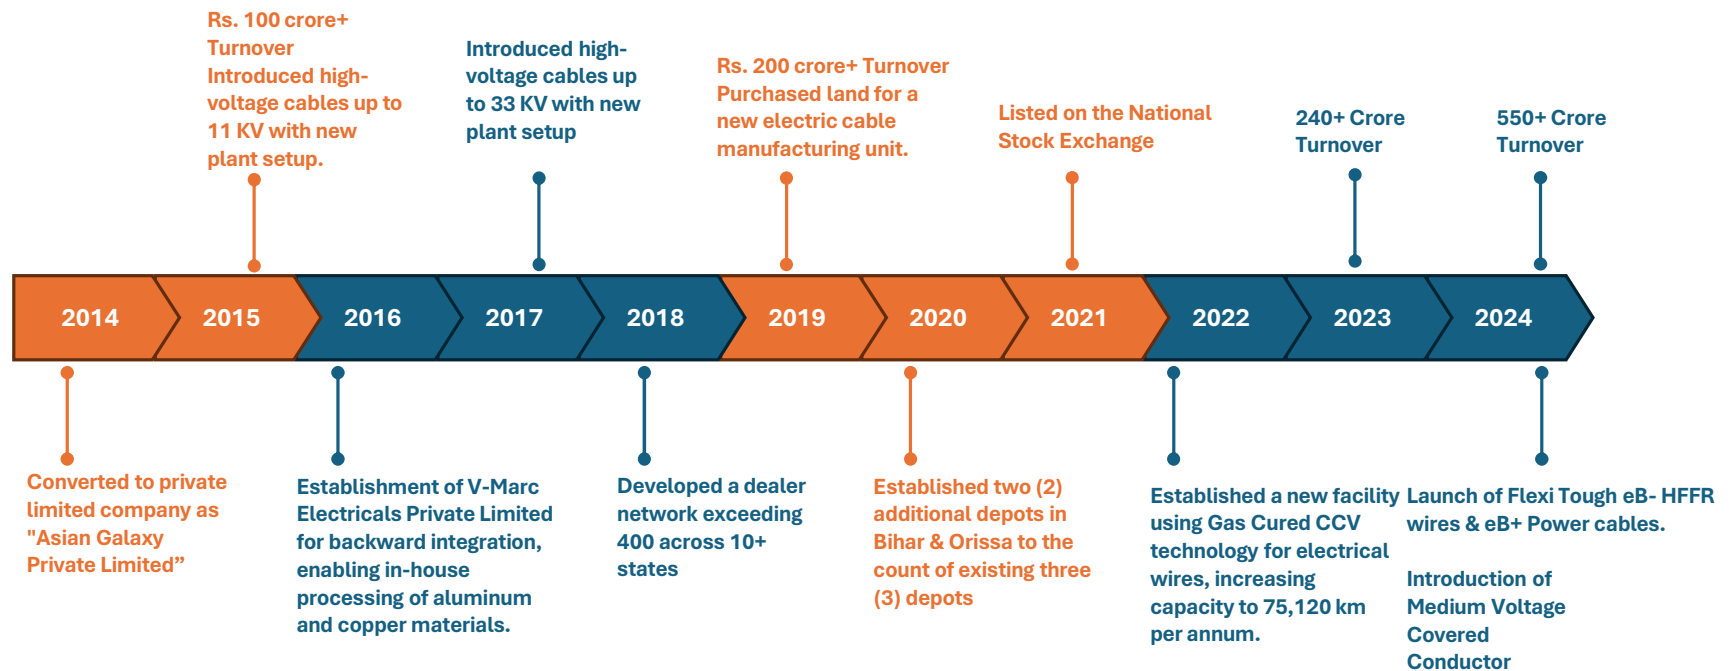 Rs. 100 crore+
Turnover
Introduced high-
voltage cables up to
11 KV with new
plant setup.
Introduced high-
voltage cables up
to 33 KV with new
plant setup
Rs. 200 crore+ Turnover
Purchased land for a
new electric cable
manufacturing unit.
Listed on the National
Stock Exchange
240+ Crore
Turnover
550+ Crore
Turnover
2014
2015
2016
2017
2018
2019
2020
2021
2022
2023
2024
Converted to private
limited company as
"Asian Galaxy
Private Limited”
Establishment of V-Marc
Electricals Private Limited
for backward integration,
enabling in-house
processing of aluminum
and copper materials.
Developed a dealer
network exceeding
400 across 10+
states
Established two (2)
additional depots in
Bihar & Orissa to the
count of existing three
(3) depots
Established a new facility
using Gas Cured CCV
technology for electrical
wires, increasing
capacity to 75,120 km
per annum.
Launch of Flexi Tough eB- HFFR
wires & eB+ Power cables.
Introduction of
Medium Voltage
Covered
Conductor